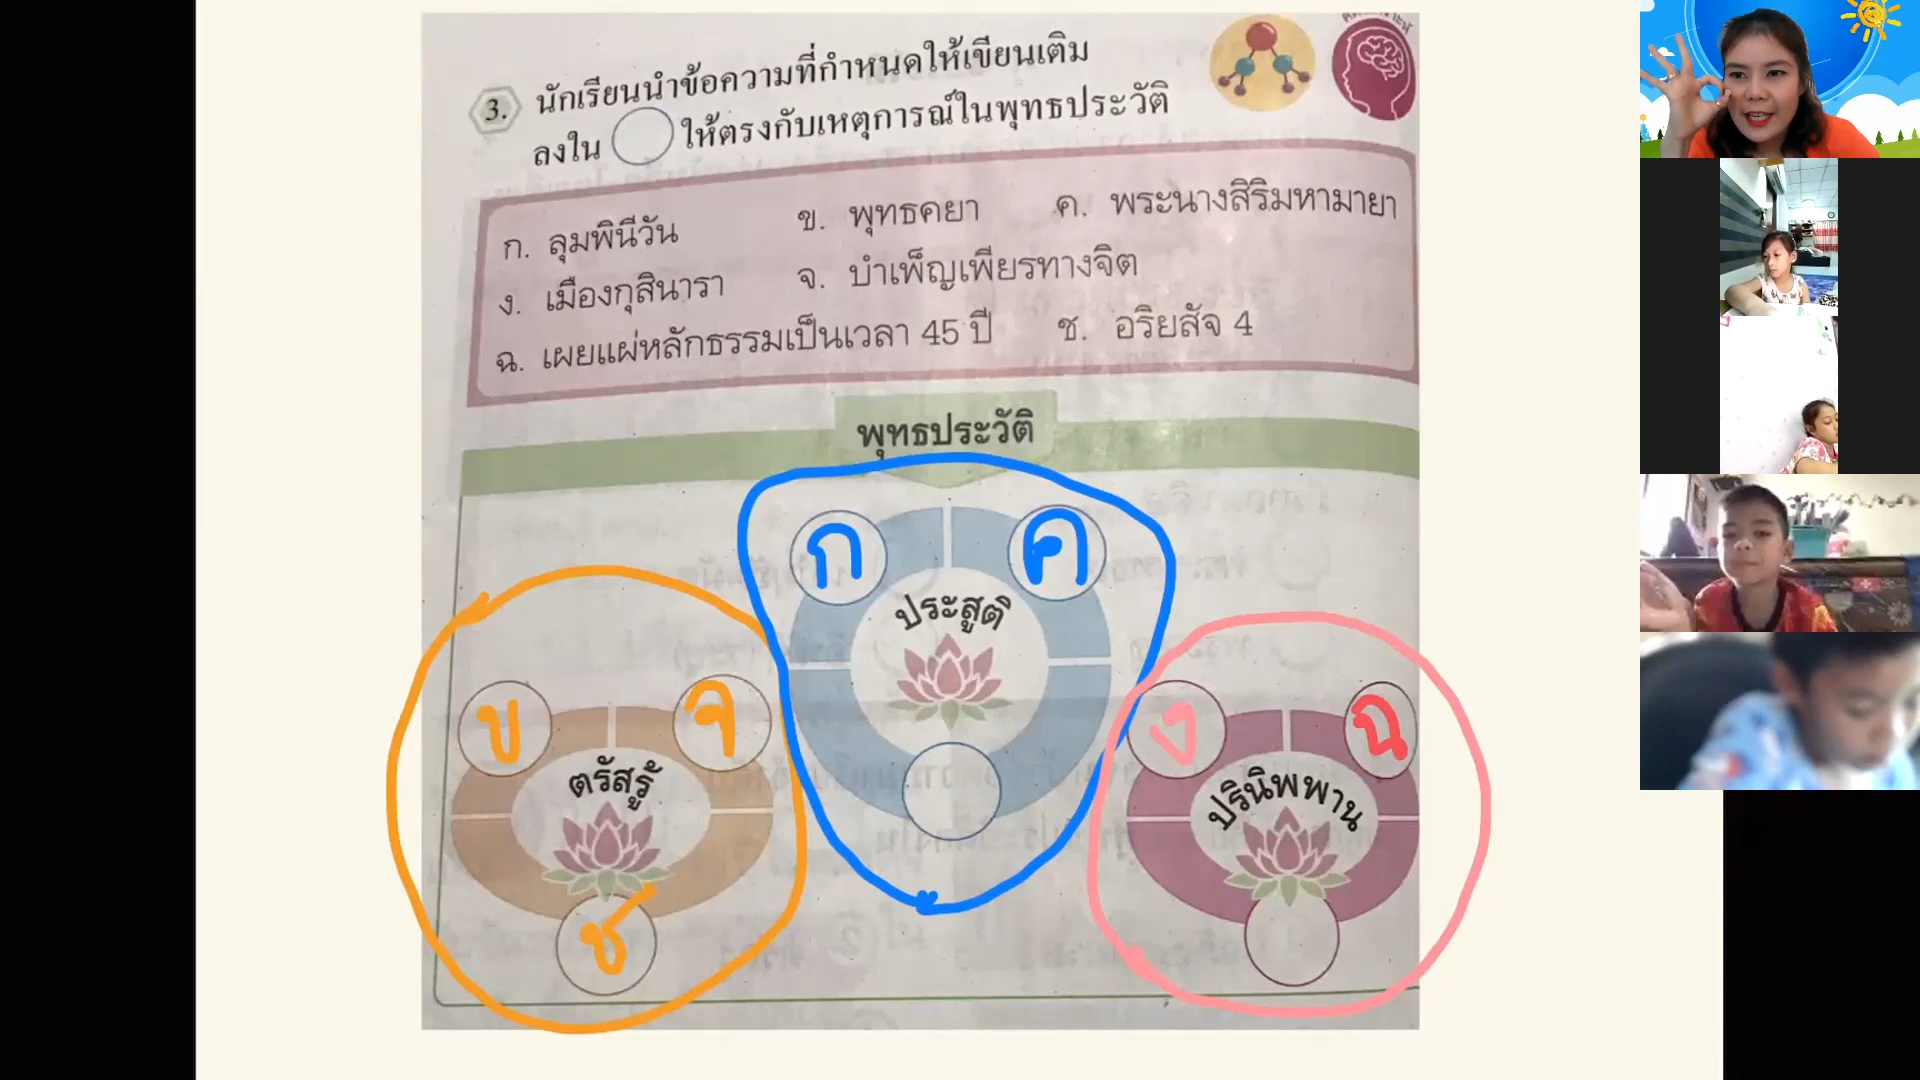 3. นักเรียนนำข้อความที่กำหนดให้เขียนเติม
ลงใน ให้ตรงกับเหตุการณ์ในพุทธประวัติ
ก. ลุมพินีวัน ข. พุทธคยา ค. พระนางสิริมหามายา
ง. เมืองกุสินารา จ. บำเพ็ญเพียรทางจิต
ฉ. เผยแผ่หลักธรรมเป็นเวลา 45 ปี ช. อริยสัจ 4
พุทธประวัติ
ก ค
ประสูติ
ข จ
ตรัสรู้
ช
ง ฉ
ปรินิพพาน